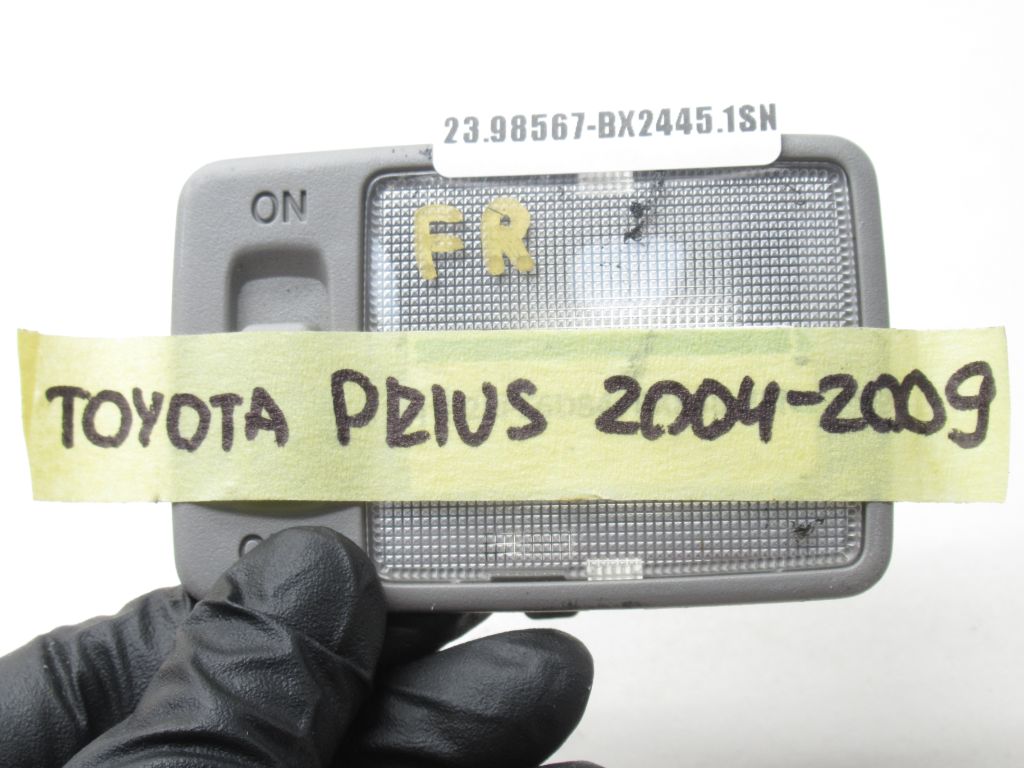 23.98567-BX2445.1SN
ON
FR
TOYOTA PRIUS 2004-2009